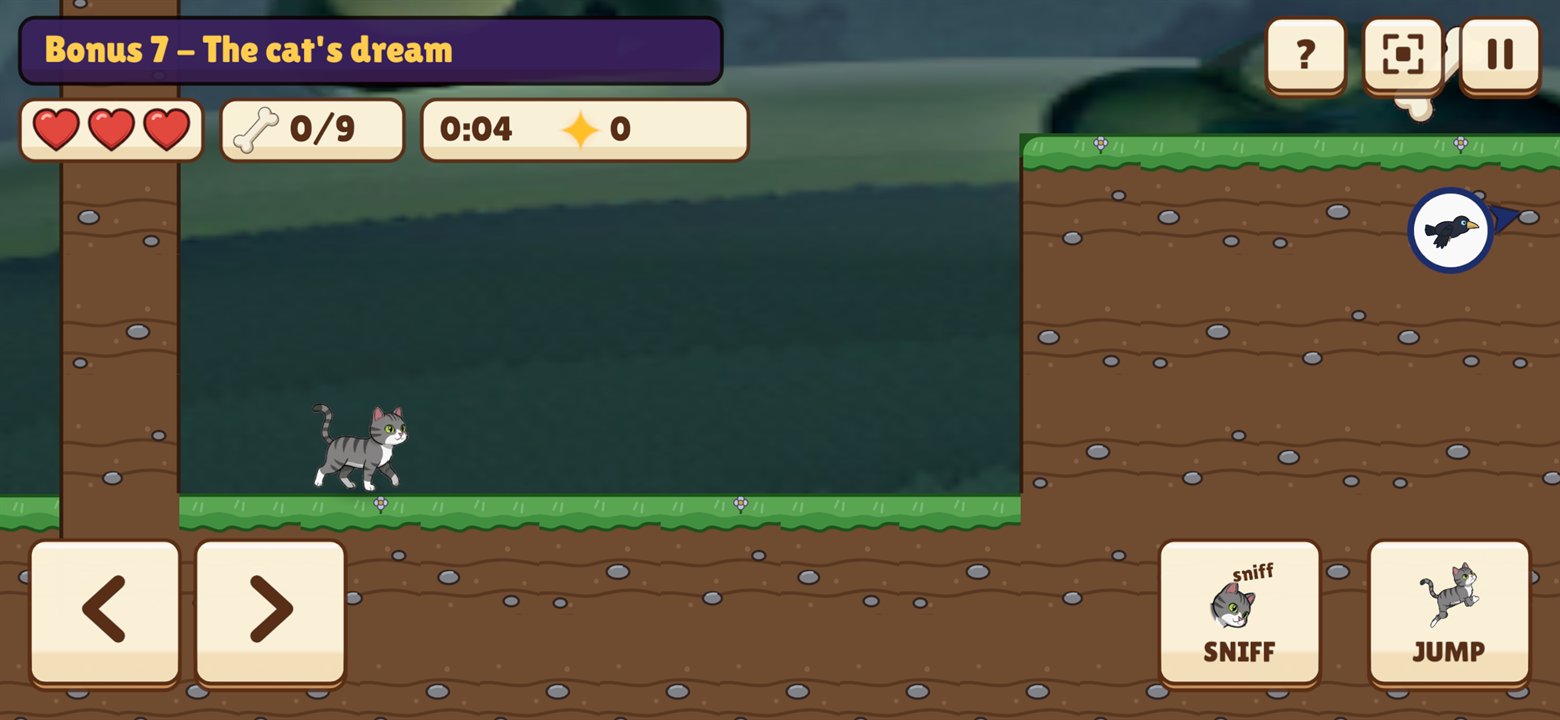 Bonus 7 – The cat's dream
?
0/9
0:04
0
sniff
SNIFF
JUMP